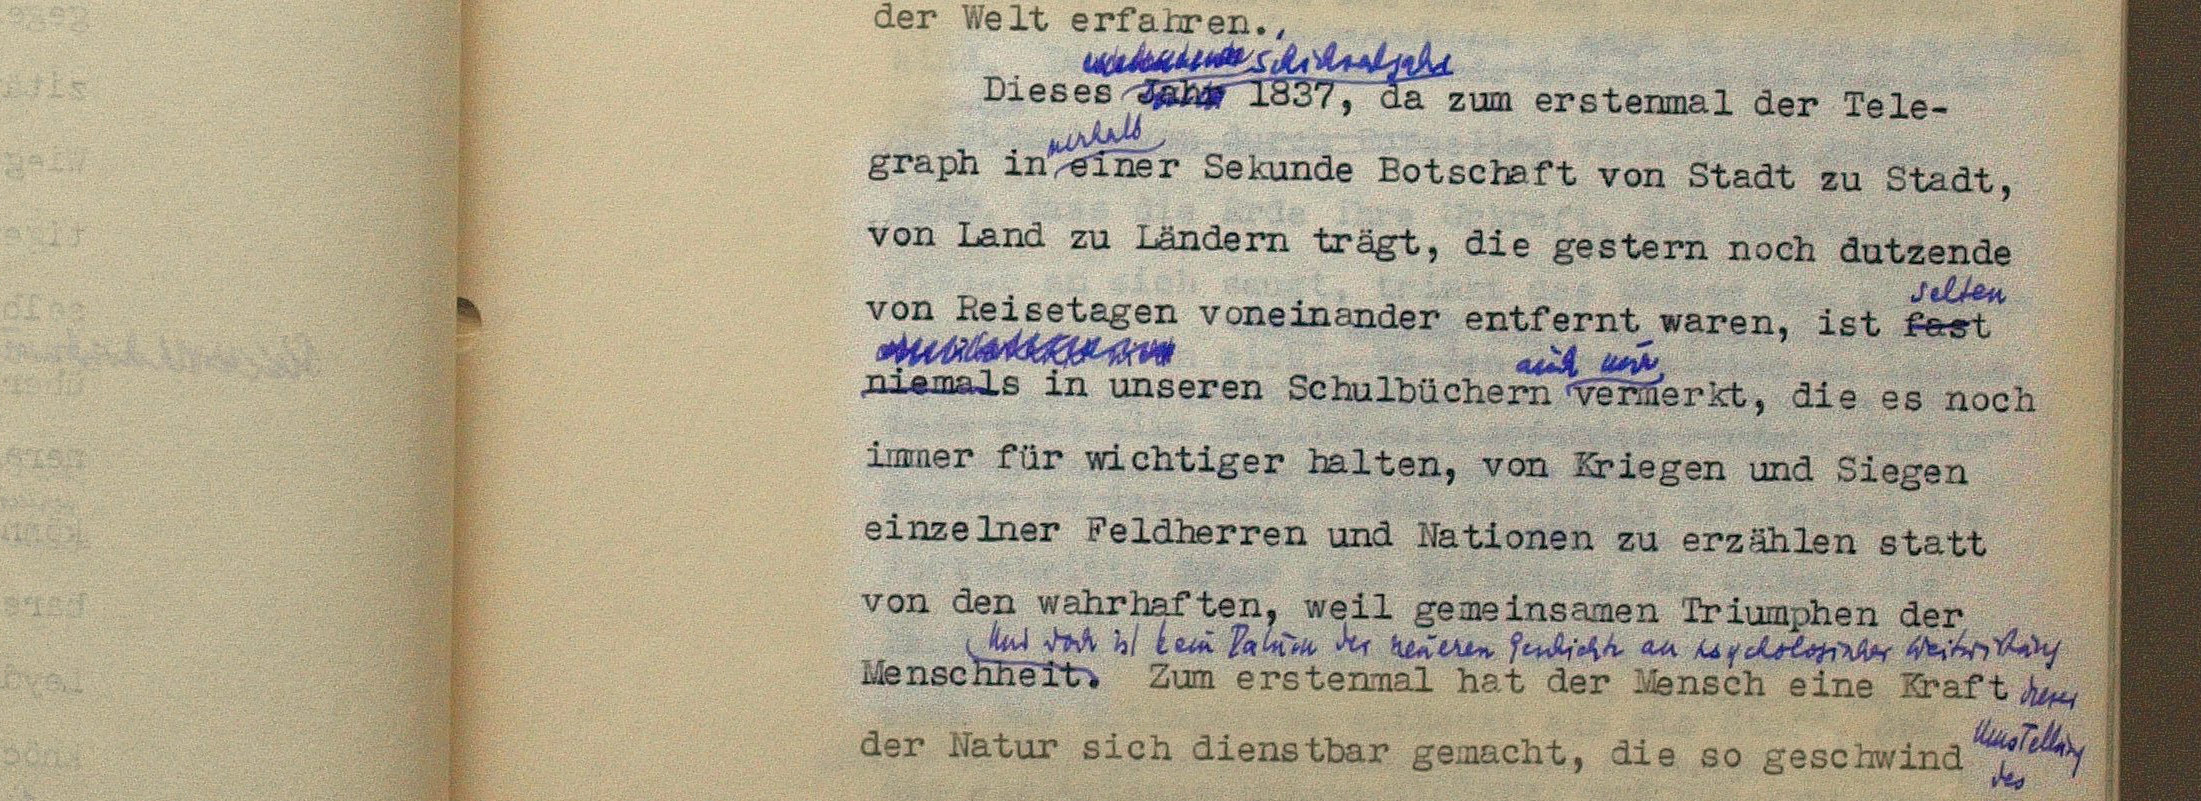 der Welt erfahren.
Schicksalsjahr
Dieses Jahr 1837, da zum erstenmal der Tele-
nerhalb
graph in einer Sekunde Botschaft von Stadt zu Stadt,
von Land zu Ländern trägt, die gestern noch dutzende
selten
von Reisetagen voneinander entfernt waren, ist fast
auch nur
niemals in unseren Schulbüchern vermerkt, die es noch
immer für wichtiger halten, von Kriegen und Siegen
einzelner Feldherren und Nationen zu erzählen statt
von den wahrhaften, weil gemeinsamen Triumphen der
Und doch ist kein Datum der neueren Geschichte an psychologischer Weitwirkung
Menschheit. Zum erstenmal hat der Mensch eine Kraft dieser
der Natur sich dienstbar gemacht, die so geschwind Umstellung
des